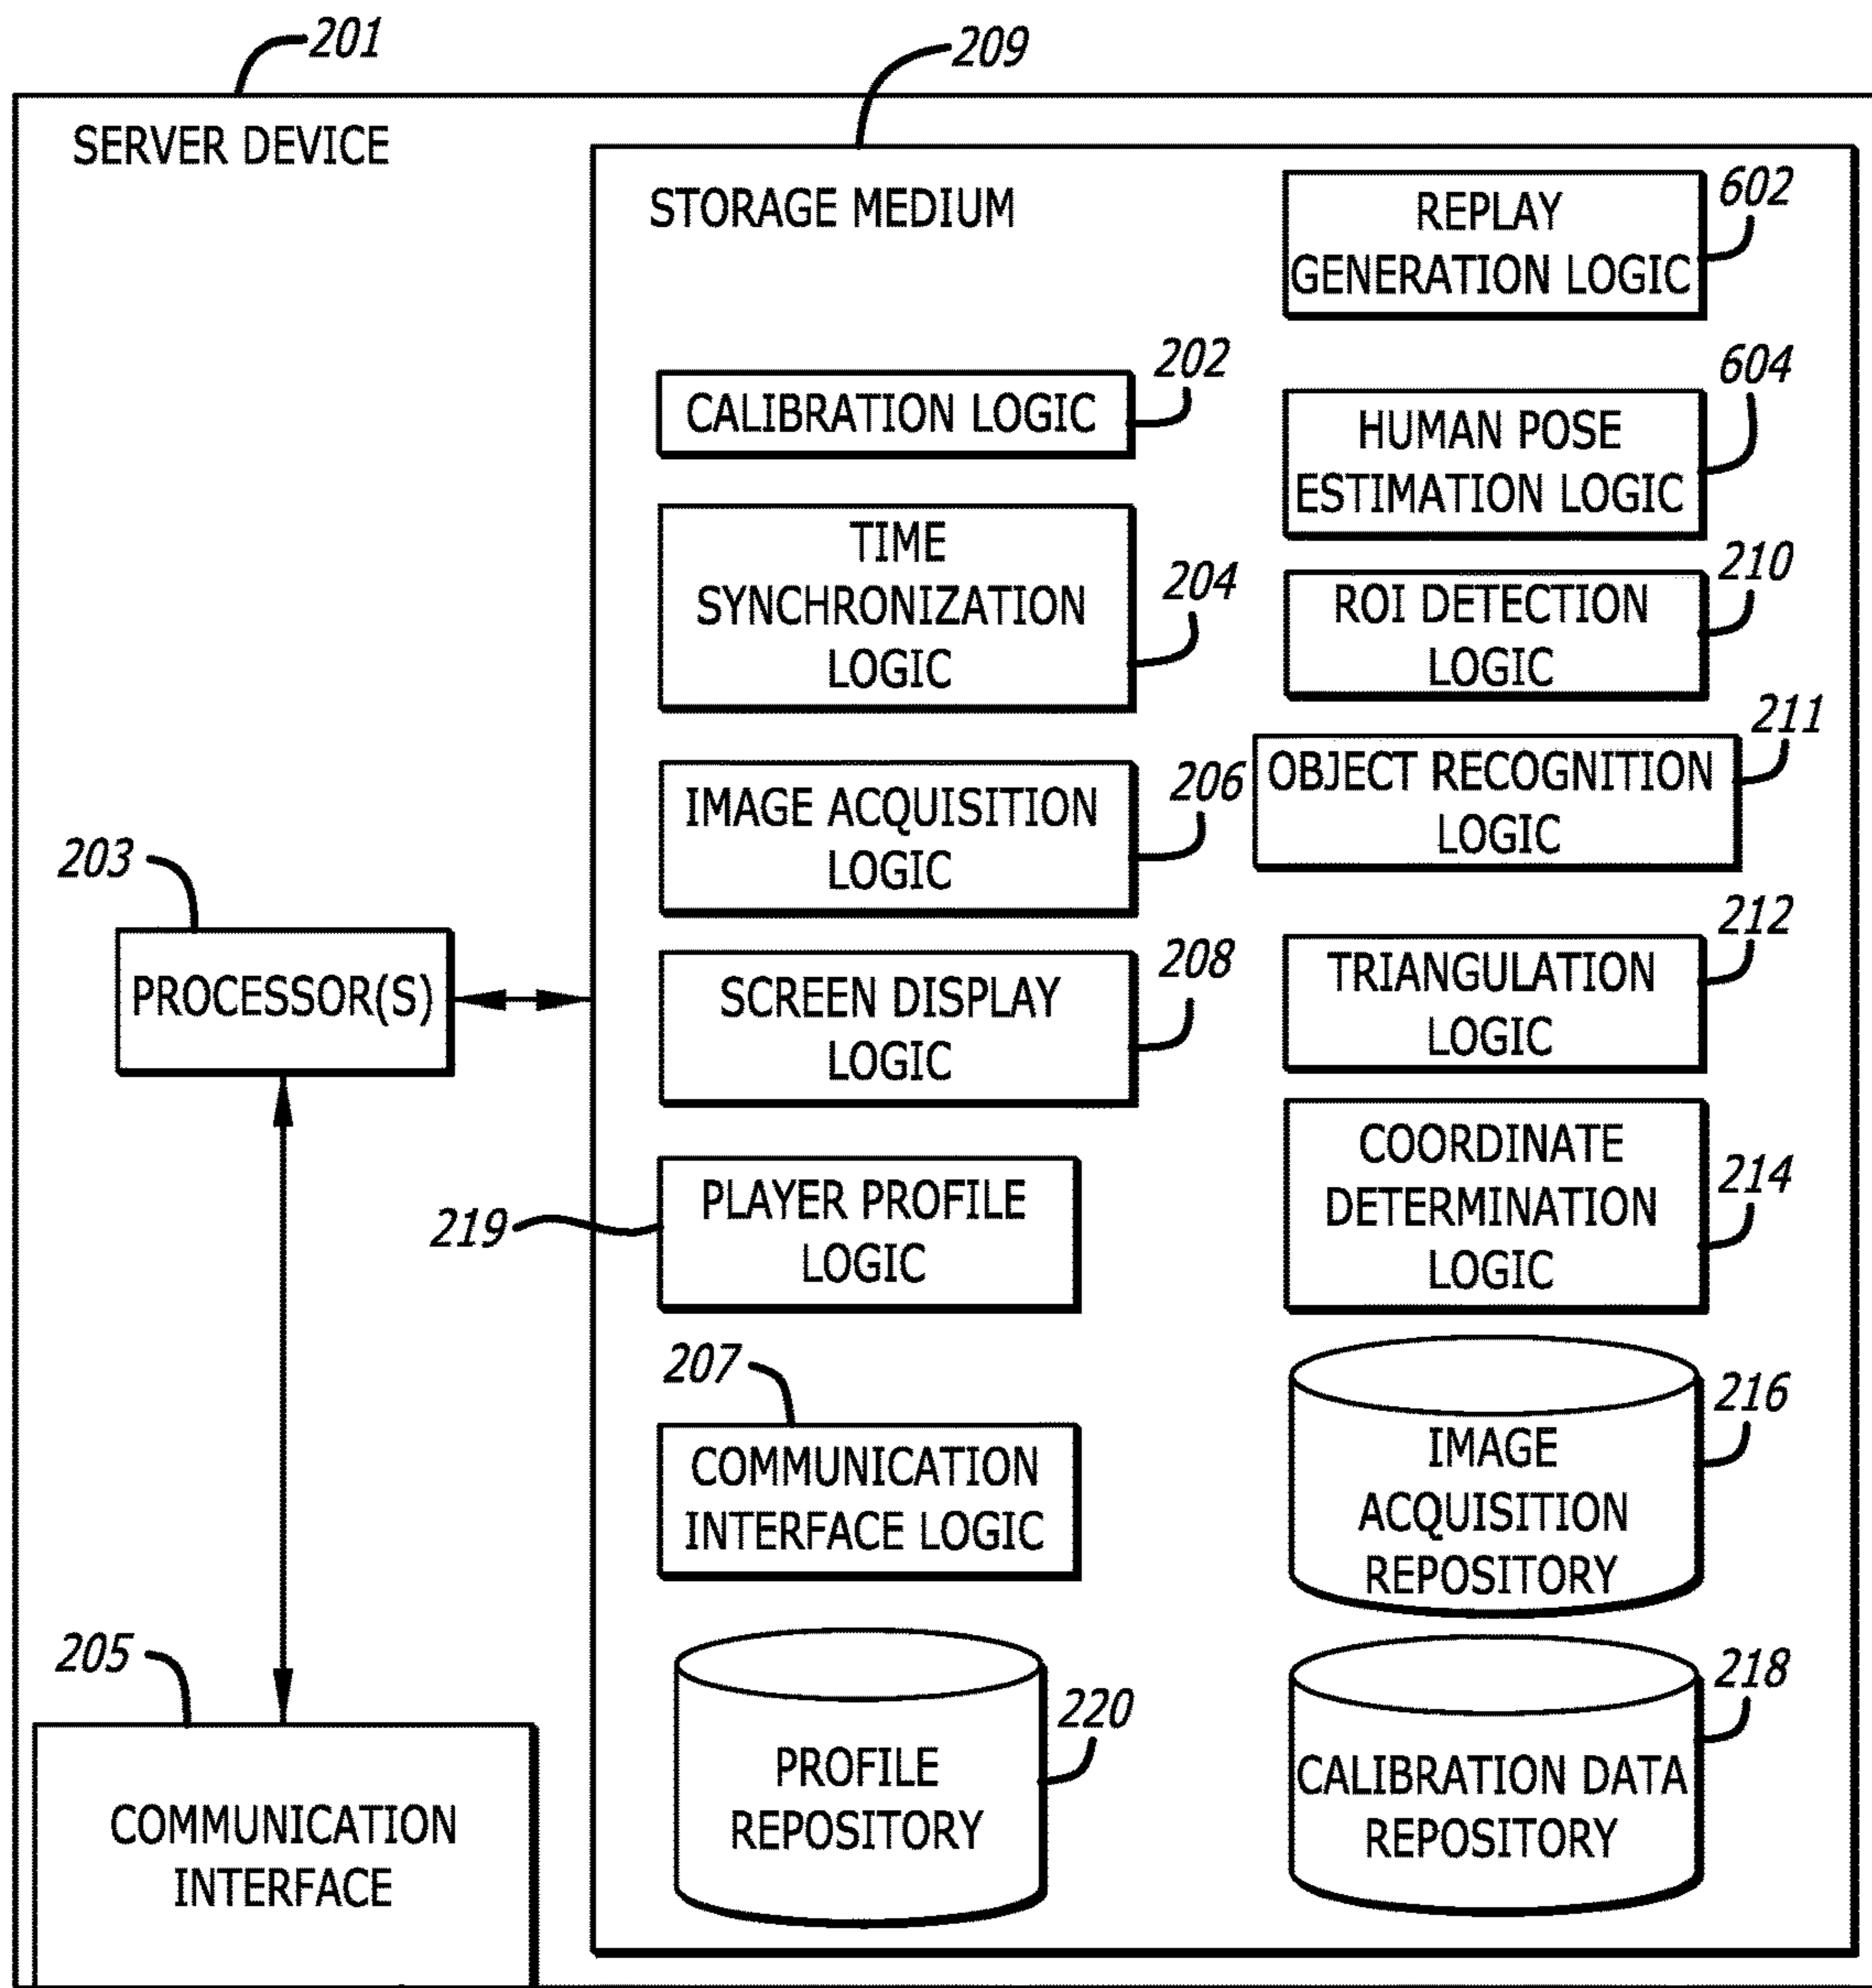 201
209
SERVER DEVICE
STORAGE MEDIUM
REPLAY
GENERATION LOGIC
602
CALIBRATION LOGIC
202
HUMAN POSE
ESTIMATION LOGIC
604
TIME
SYNCHRONIZATION
LOGIC
204
ROI DETECTION
LOGIC
210
IMAGE ACQUISITION
LOGIC
206
OBJECT RECOGNITION
LOGIC
211
203
PROCESSOR(S)
SCREEN DISPLAY
LOGIC
208
TRIANGULATION
LOGIC
212
219
PLAYER PROFILE
LOGIC
COORDINATE
DETERMINATION
LOGIC
214
207
COMMUNICATION
INTERFACE LOGIC
IMAGE
ACQUISITION
REPOSITORY
216
205
COMMUNICATION
INTERFACE
PROFILE
REPOSITORY
220
CALIBRATION DATA
REPOSITORY
218